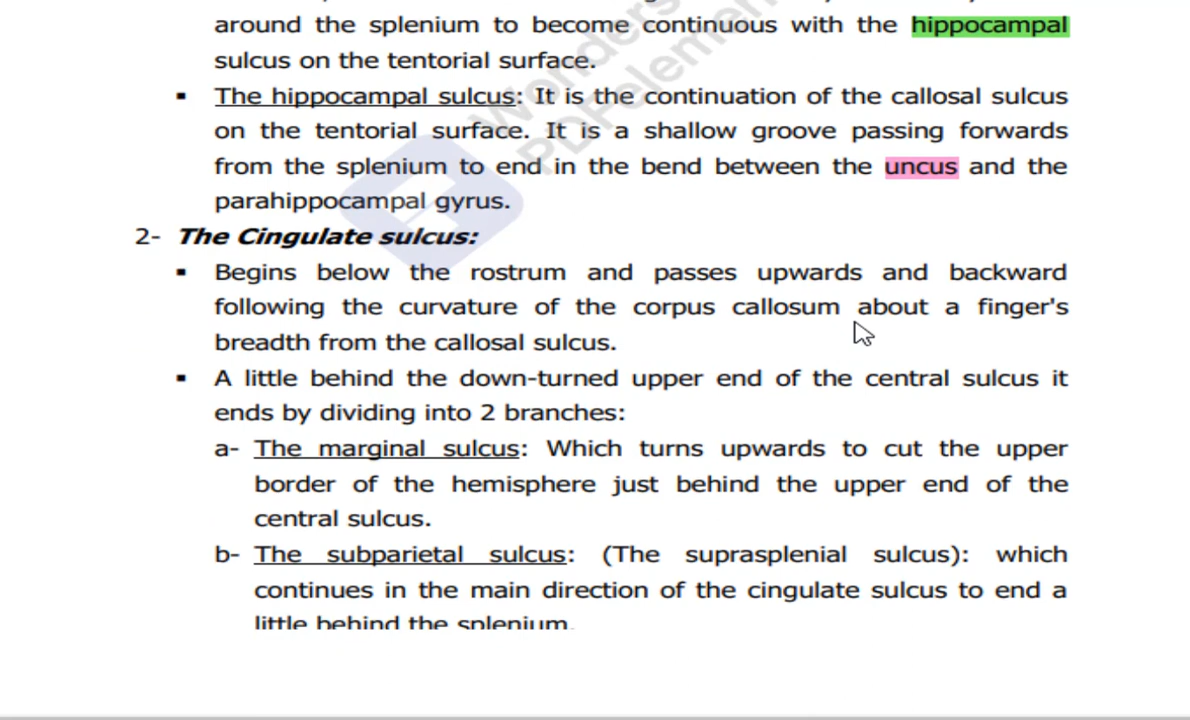 around the splenium to become continuous with the hippocampal
sulcus on the tentorial surface.
▪ The hippocampal sulcus: It is the continuation of the callosal sulcus
on the tentorial surface. It is a shallow groove passing forwards
from the splenium to end in the bend between the uncus and the
parahippocampal gyrus.
2- The Cingulate sulcus:
▪ Begins below the rostrum and passes upwards and backward
following the curvature of the corpus callosum about a finger's
breadth from the callosal sulcus.
▪ A little behind the down-turned upper end of the central sulcus it
ends by dividing into 2 branches:
a- The marginal sulcus: Which turns upwards to cut the upper
border of the hemisphere just behind the upper end of the
central sulcus.
b- The subparietal sulcus: (The suprasplenial sulcus): which
continues in the main direction of the cingulate sulcus to end a
little behind the splenium.